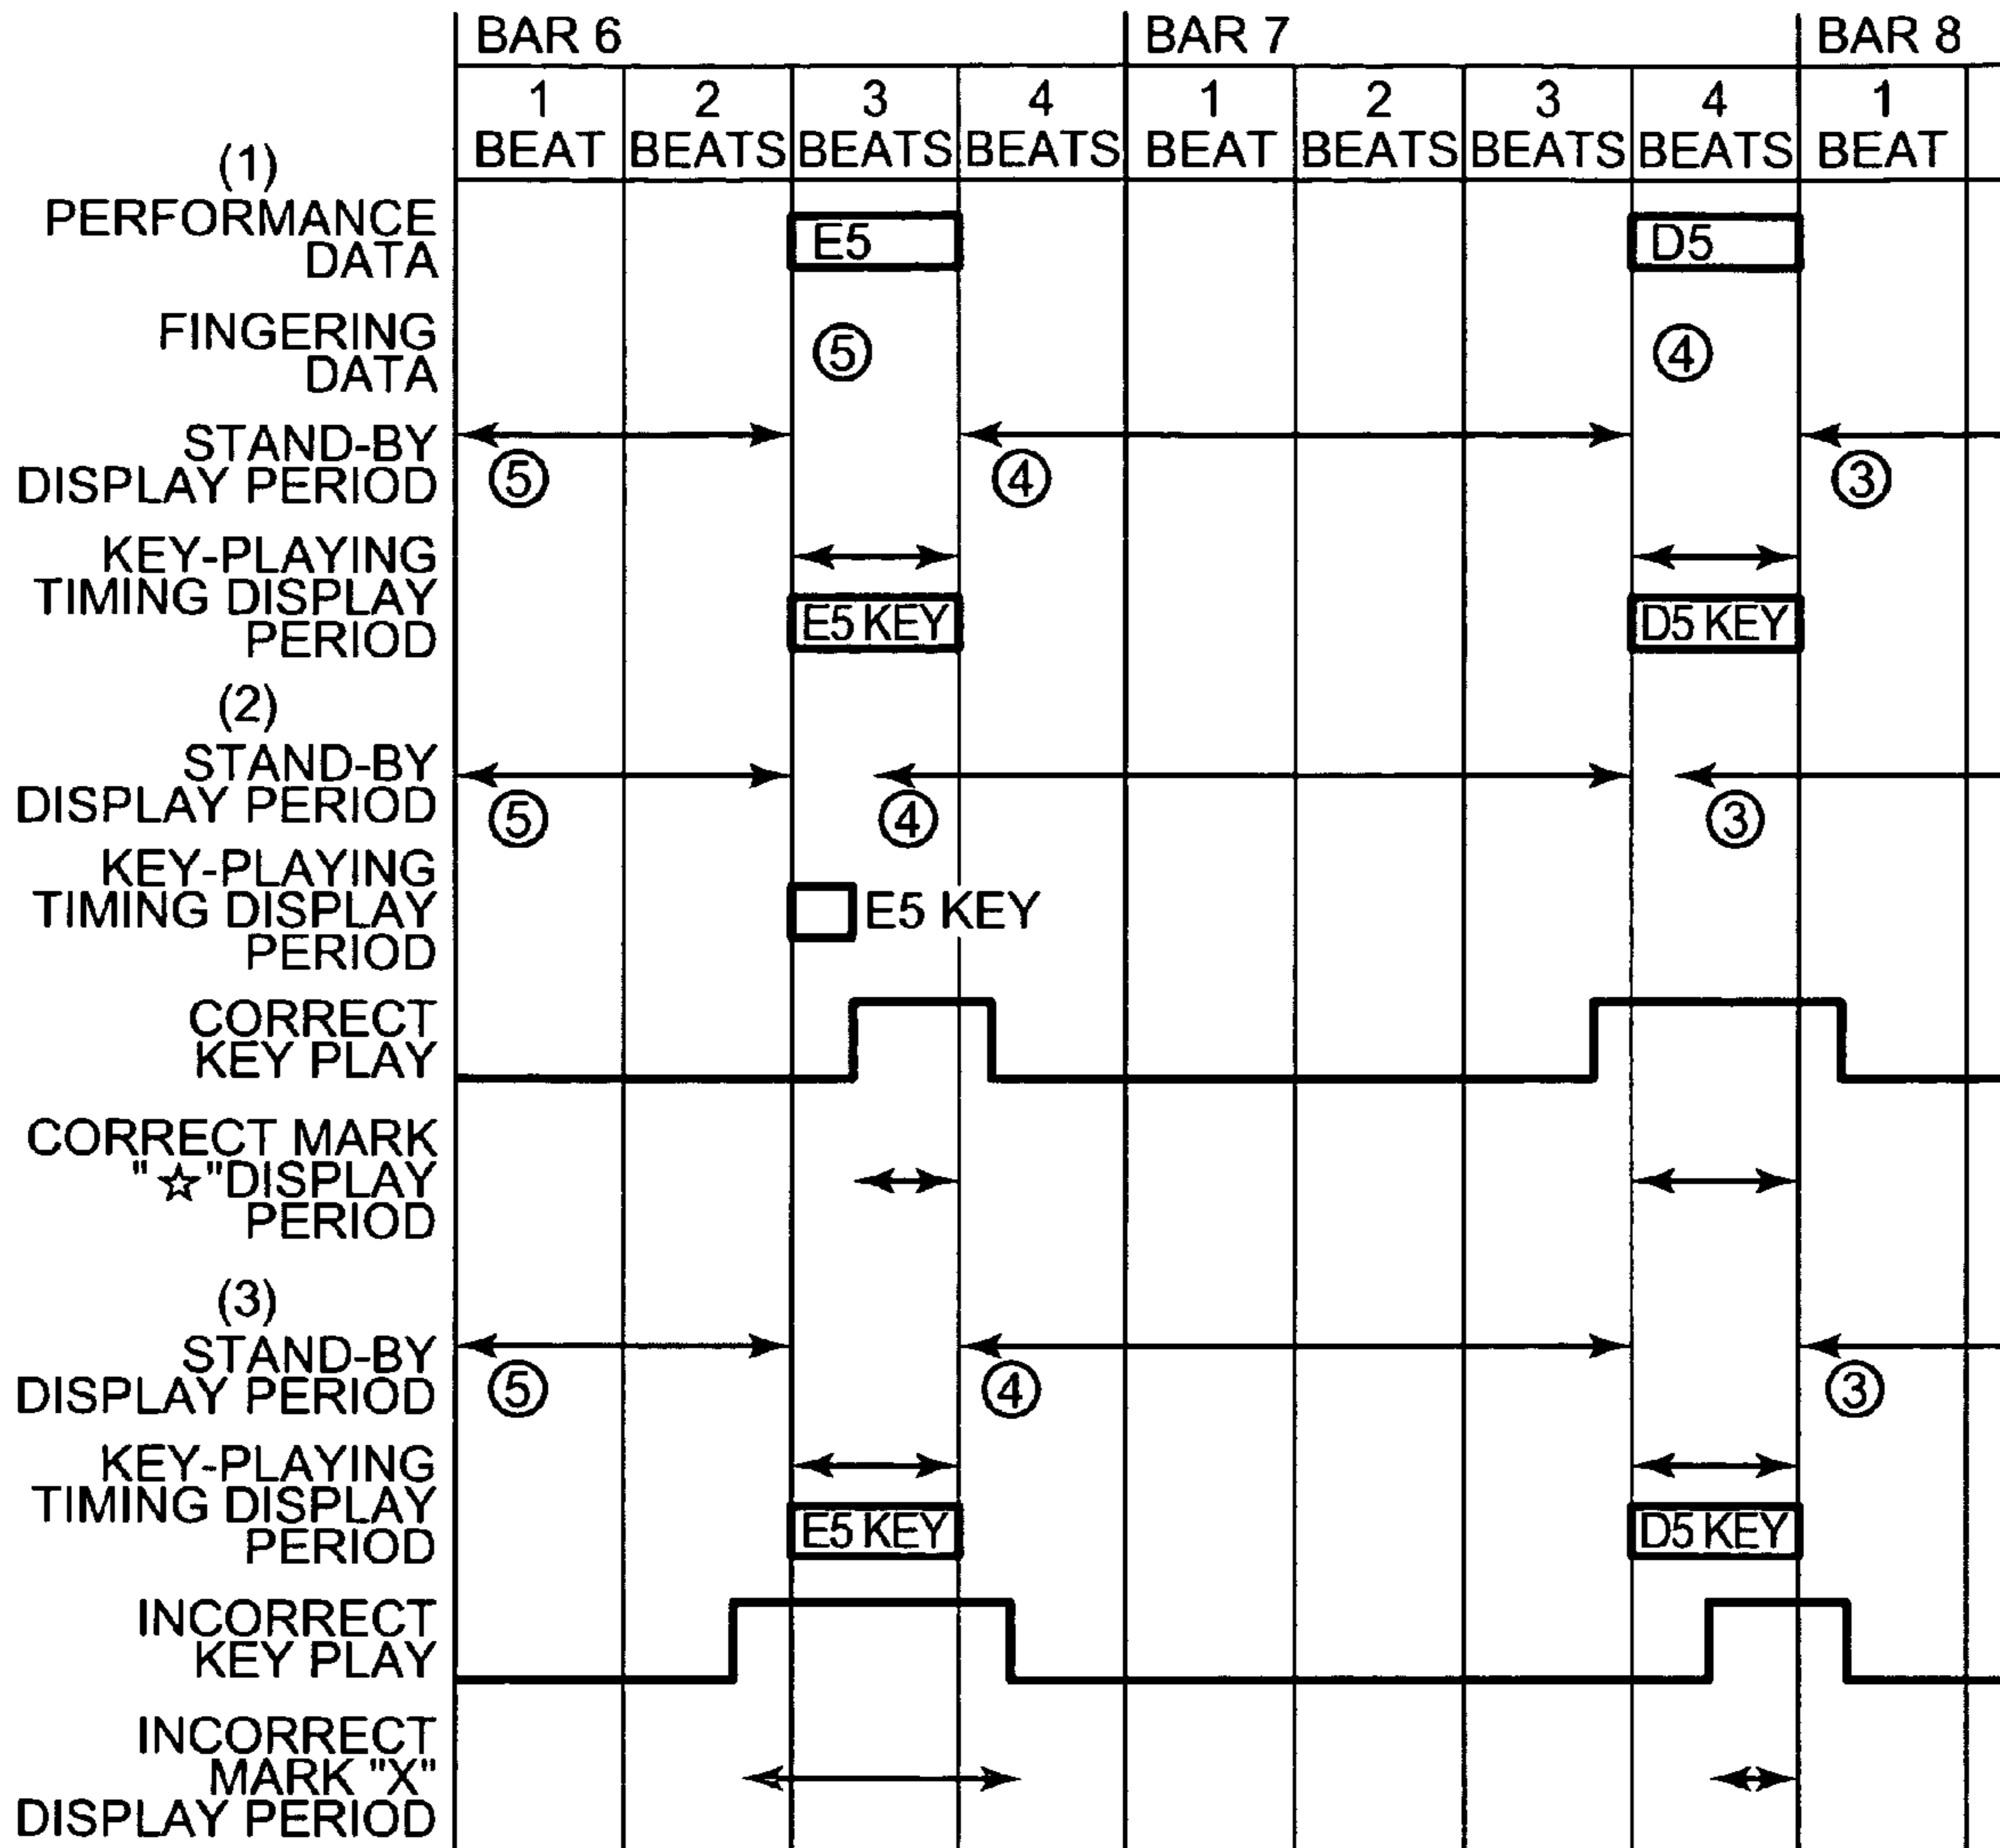 BAR 6 BAR 7 BAR 8
1 2 3 4 1 2 3 4 1
BEAT BEATS BEATS BEATS BEAT BEATS BEATS BEATS BEAT
(1)
PERFORMANCE
DATA
E5 D5
FINGERING
DATA
⑤ ④
STAND-BY
DISPLAY PERIOD
⑤ ④ ③
KEY-PLAYING
TIMING DISPLAY
PERIOD
E5 KEY D5 KEY
(2)
STAND-BY
DISPLAY PERIOD
⑤ ④ ③
KEY-PLAYING
TIMING DISPLAY
PERIOD
E5 KEY
CORRECT
KEY PLAY
CORRECT MARK
"☆"DISPLAY
PERIOD
(3)
STAND-BY
DISPLAY PERIOD
⑤ ④ ③
KEY-PLAYING
TIMING DISPLAY
PERIOD
E5 KEY D5 KEY
INCORRECT
KEY PLAY
INCORRECT
MARK "X"
DISPLAY PERIOD